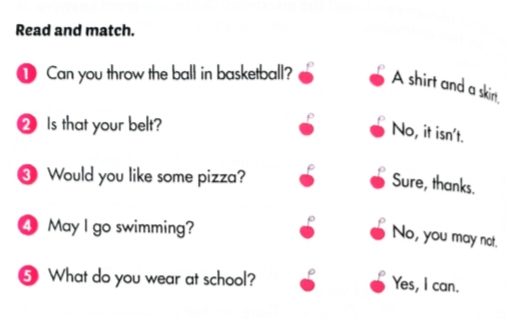 Read and match.
1 Can you throw the ball in basketball? A shirt and a skirt.
2 Is that your belt? No, it isn't.
3 Would you like some pizza? Sure, thanks.
4 May I go swimming? No, you may not.
5 What do you wear at school? Yes, I can.